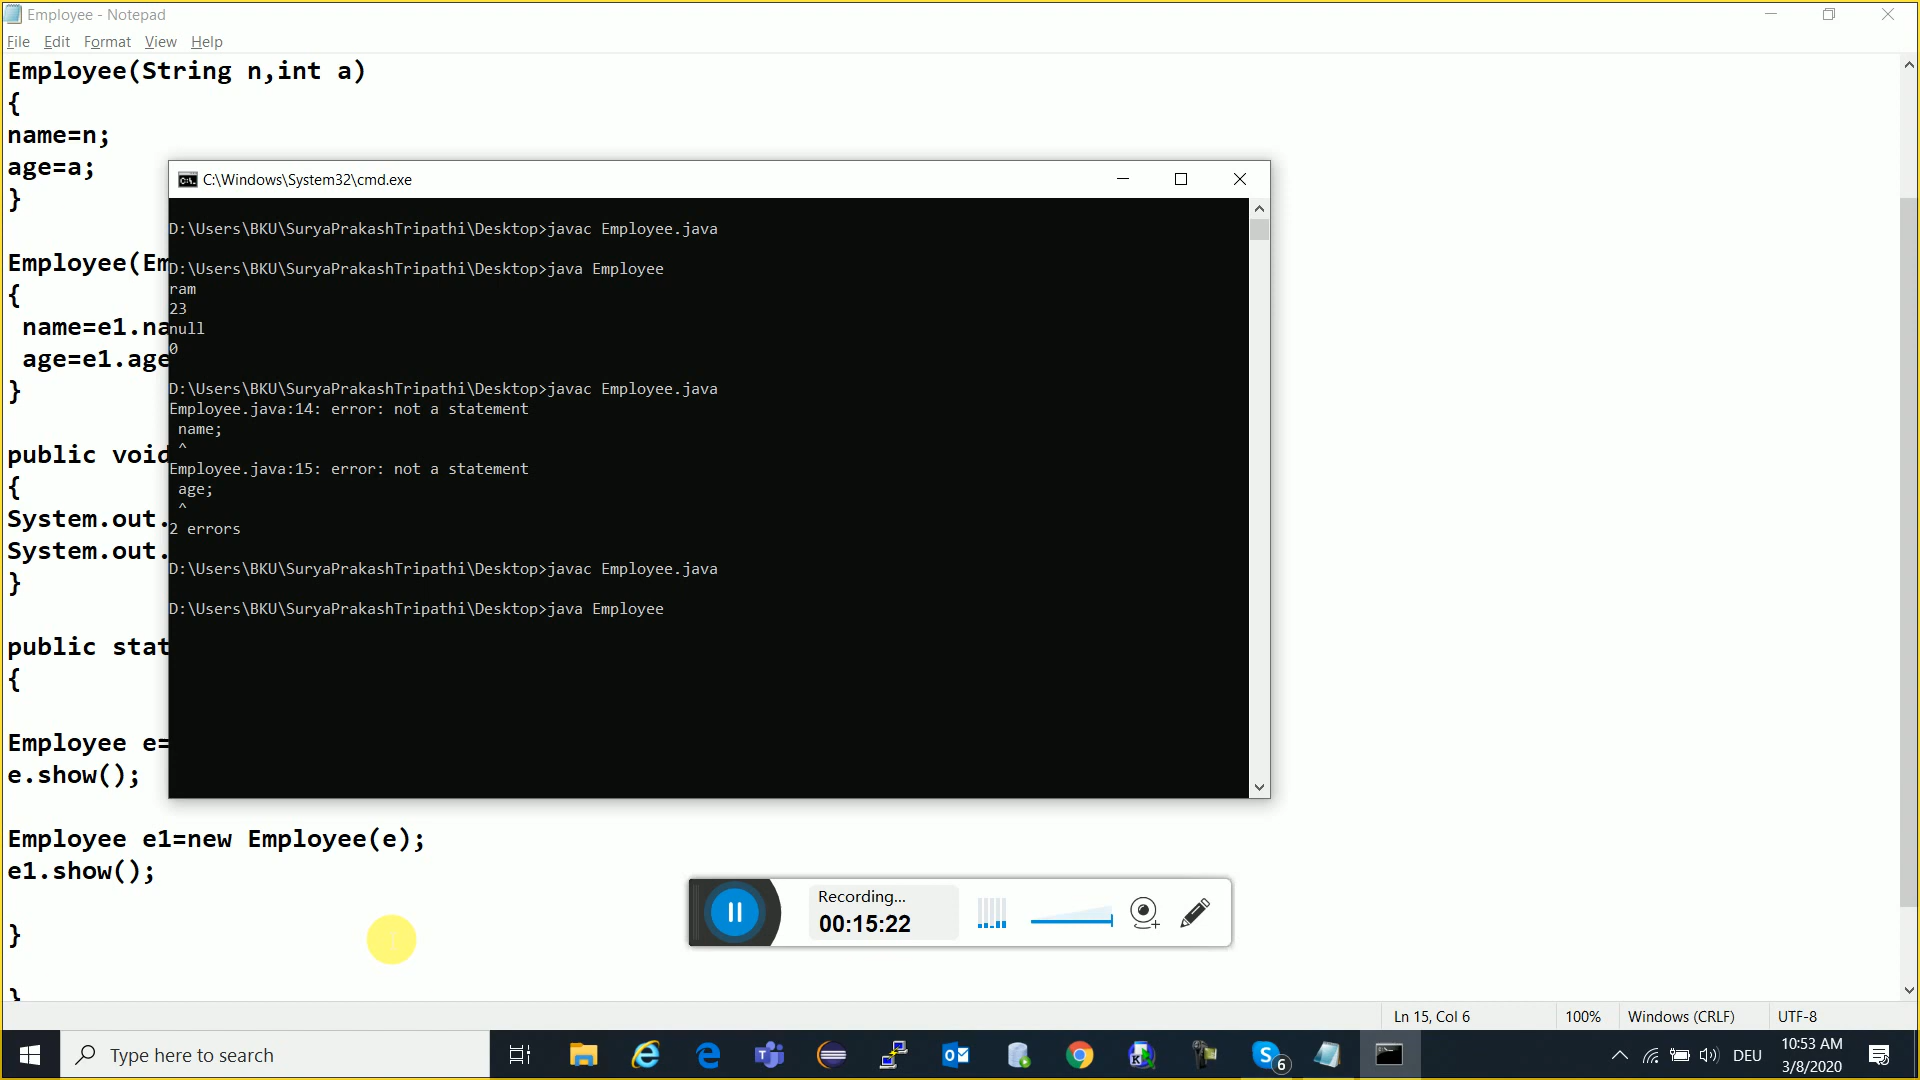 Employee - Notepad
File Edit Format View Help
Employee(String n,int a)
{
name=n;
age=a;
}
Employee(Em
{
name=e1.na
age=e1.age
}
public void
{
System.out.
System.out.
}
public stat
{
Employee e=
e.show();
Employee e1=new Employee(e);
e1.show();
}
}
C:\Windows\System32\cmd.exe
D:\Users\BKU\SuryaPrakashTripathi\Desktop>javac Employee.java
D:\Users\BKU\SuryaPrakashTripathi\Desktop>java Employee
ram
23
null
0
D:\Users\BKU\SuryaPrakashTripathi\Desktop>javac Employee.java
Employee.java:14: error: not a statement
name;
^
Employee.java:15: error: not a statement
age;
^
2 errors
D:\Users\BKU\SuryaPrakashTripathi\Desktop>javac Employee.java
D:\Users\BKU\SuryaPrakashTripathi\Desktop>java Employee
Recording...
00:15:22
Ln 15, Col 6 100% Windows (CRLF) UTF-8
Type here to search
6
DEU
10:53 AM
3/8/2020